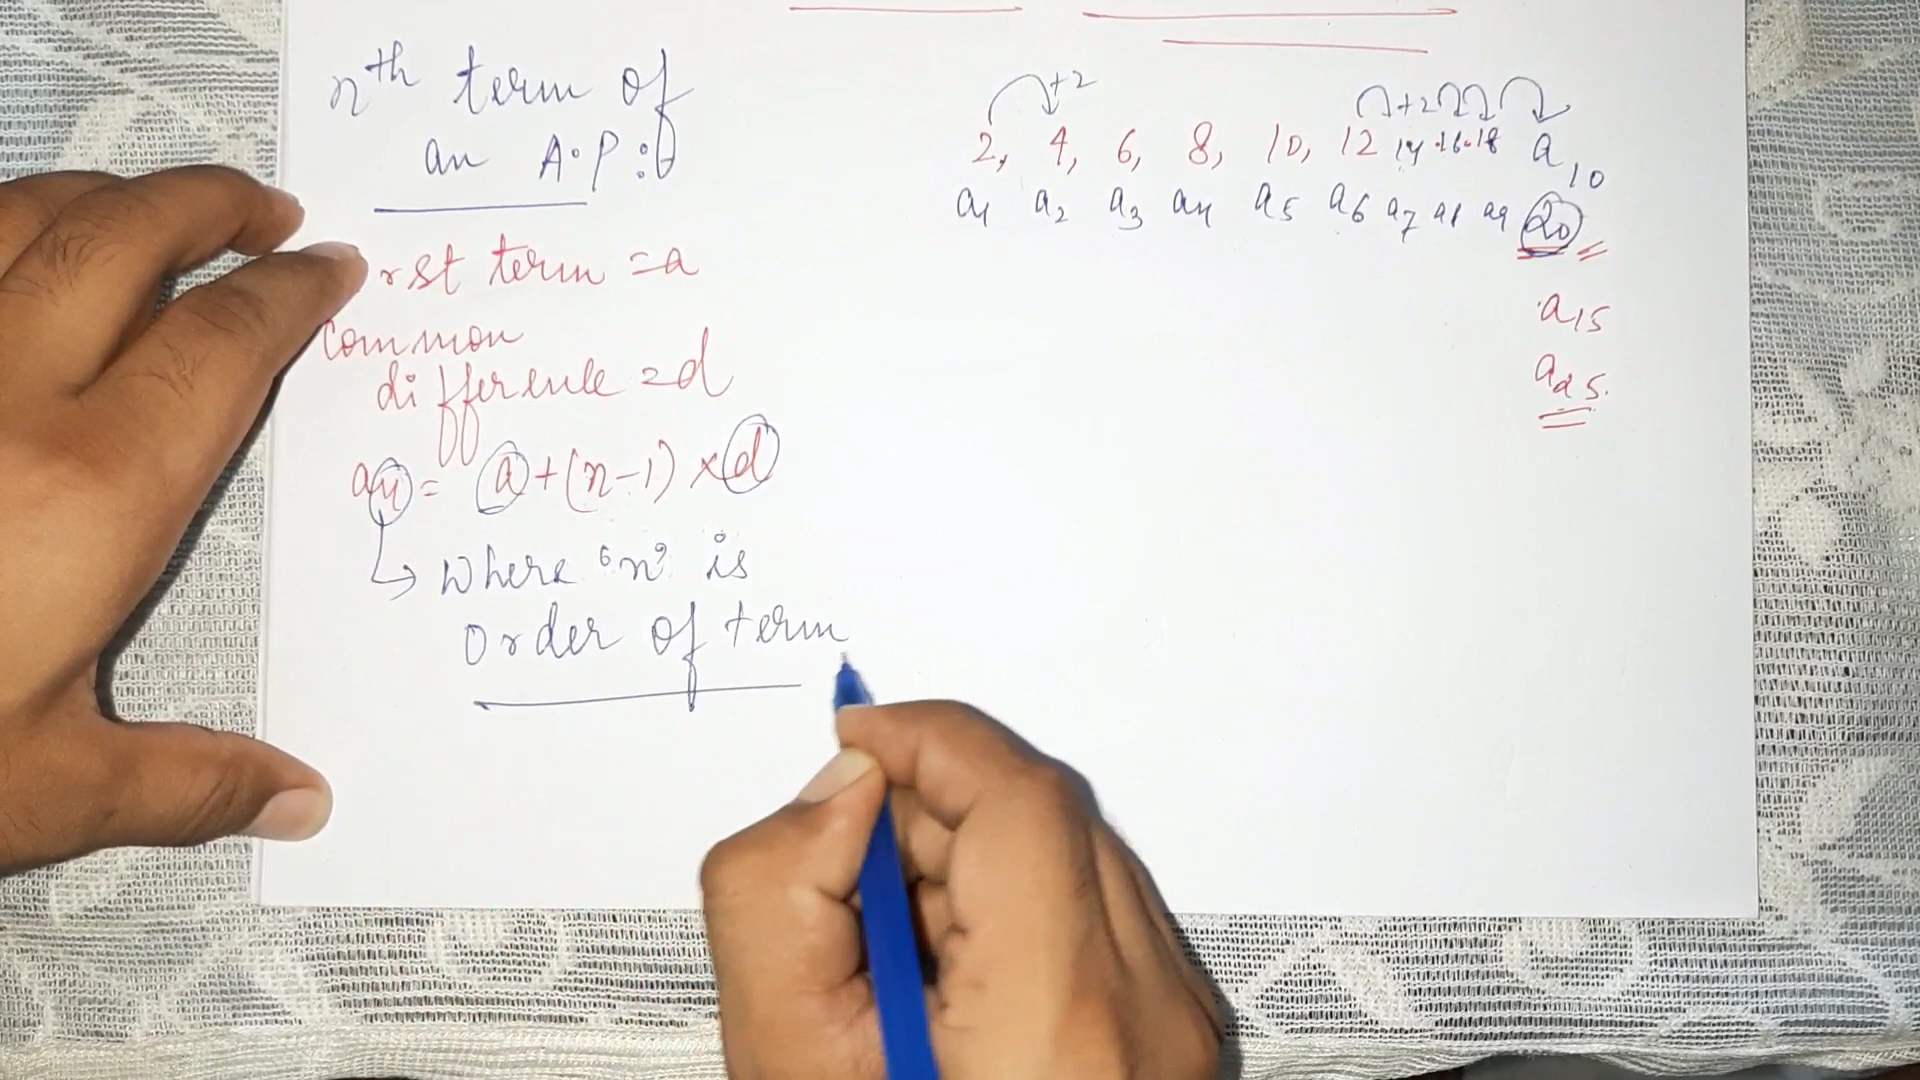 nth term of
an A.P :
rst term = a
Common
difference = d
an = a + (n-1) × d
→ Where 'n' is
Order of term
+2 +2
2, 4, 6, 8, 10, 12 14 .16.18 a10
a1 a2 a3 a4 a5 a6 a7 a8 a9 20
a15
a25.